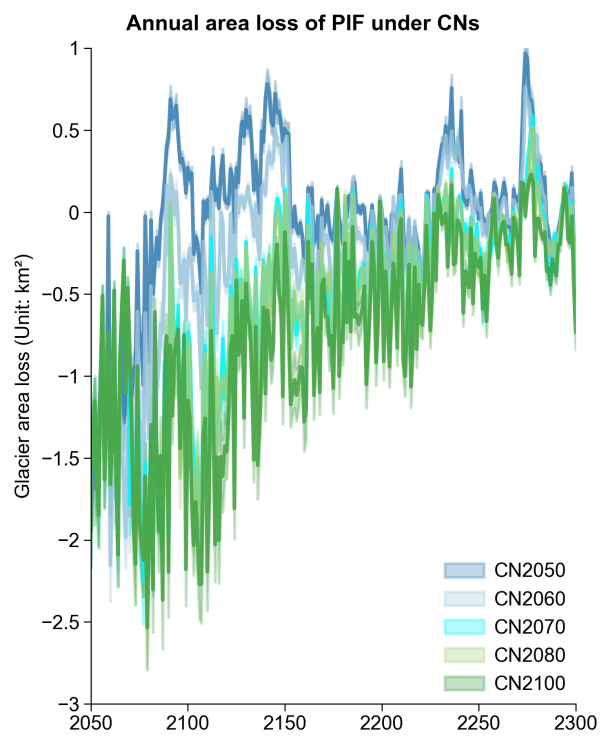 Annual area loss of PIF under CNs
Glacier area loss (Unit: km²)
1
0.5
0
−0.5
−1
−1.5
−2
−2.5
−3
CN2050
CN2060
CN2070
CN2080
CN2100
2050 2100 2150 2200 2250 2300